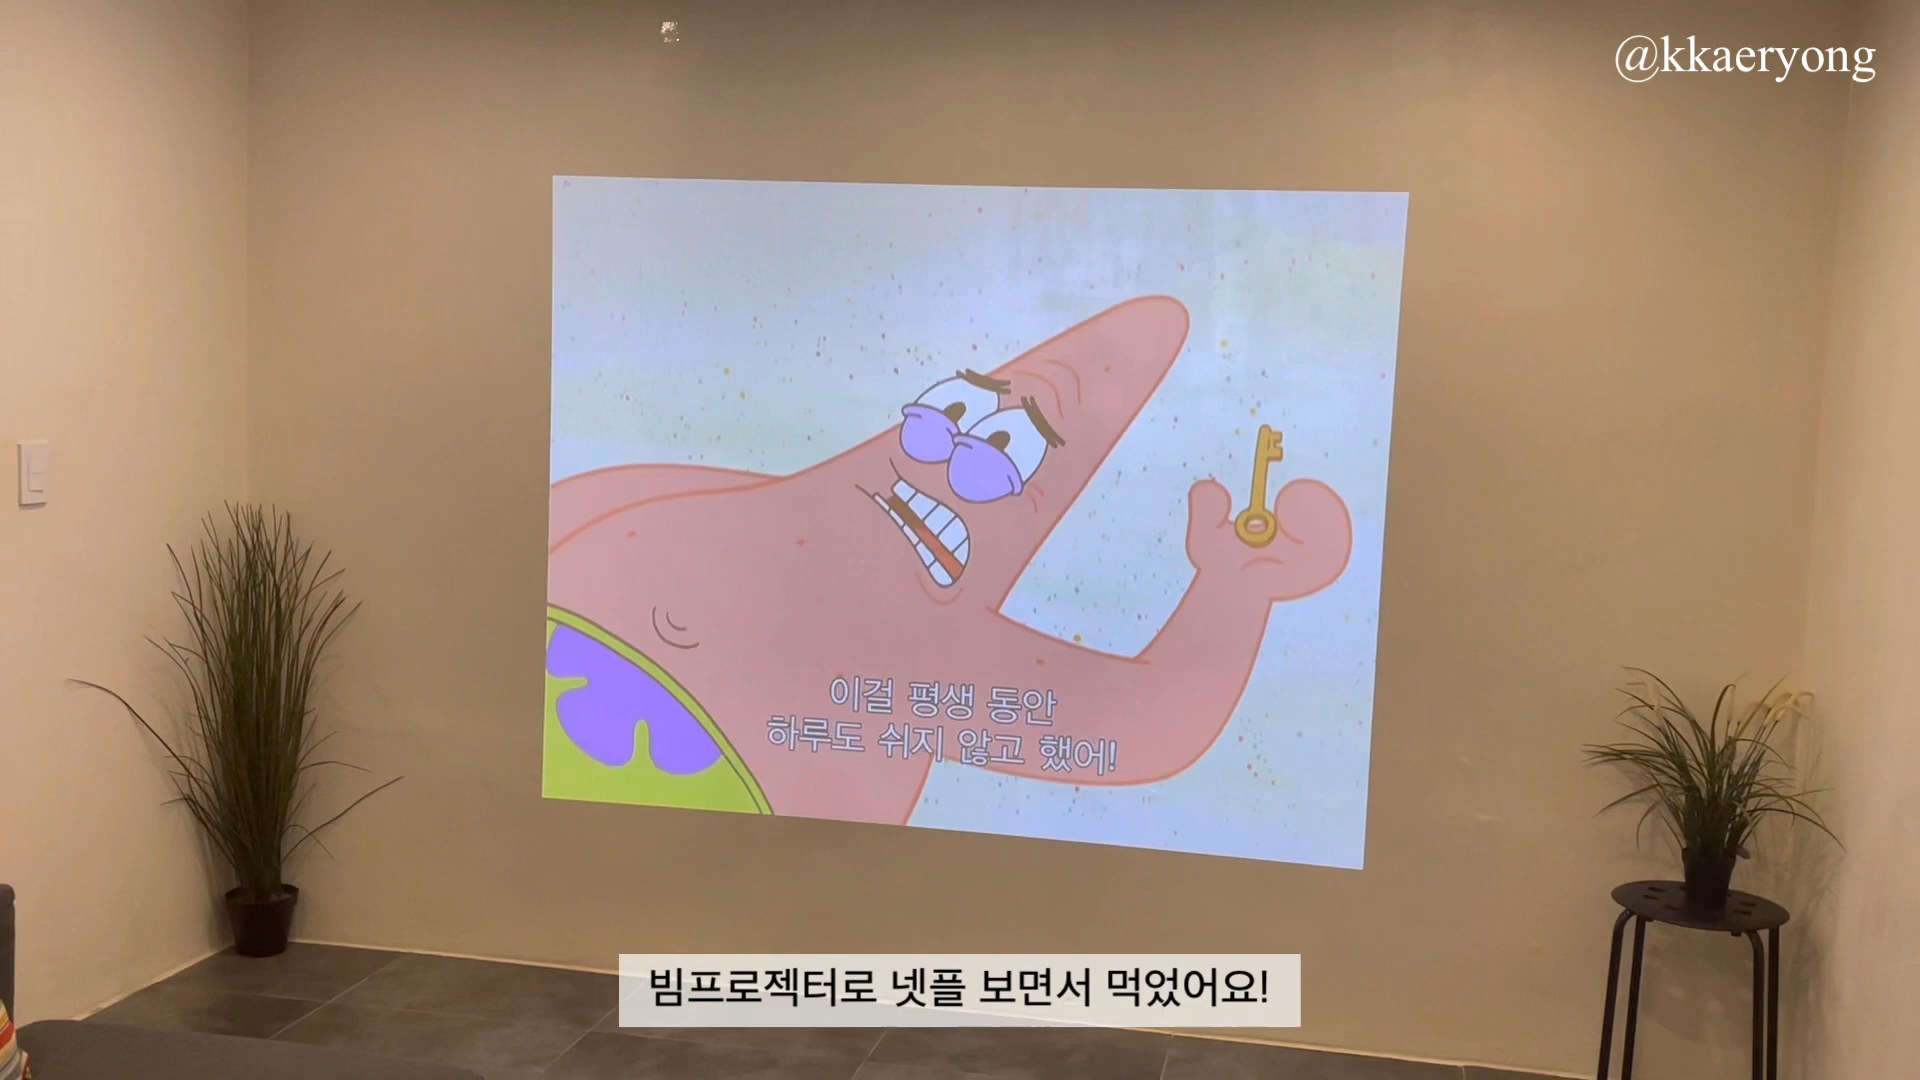 @kkaeryong
이걸 평생 동안
하루도 쉬지 않고 했어!
빔프로젝터로 넷플 보면서 먹었어요!